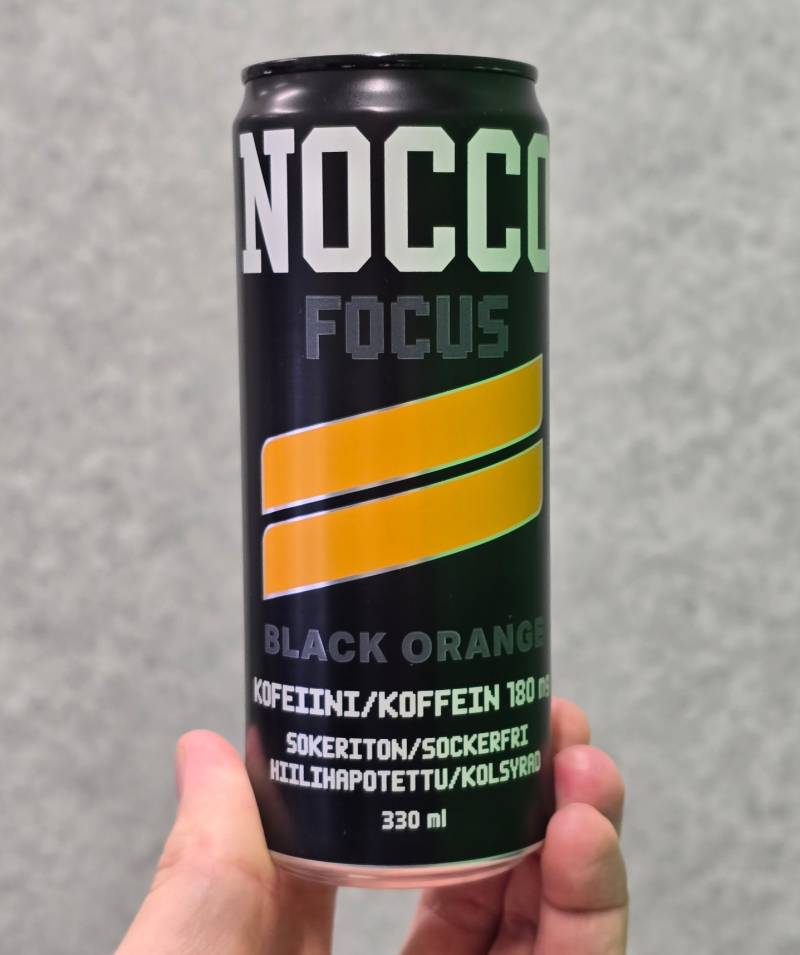 NOCCO
FOCUS
BLACK ORANGE
KOFEIINI/KOFFEIN 180 mg
SOKERITON/SOCKERFRI
HIILIHAPOTETTU/KOLSYRAD
330 ml